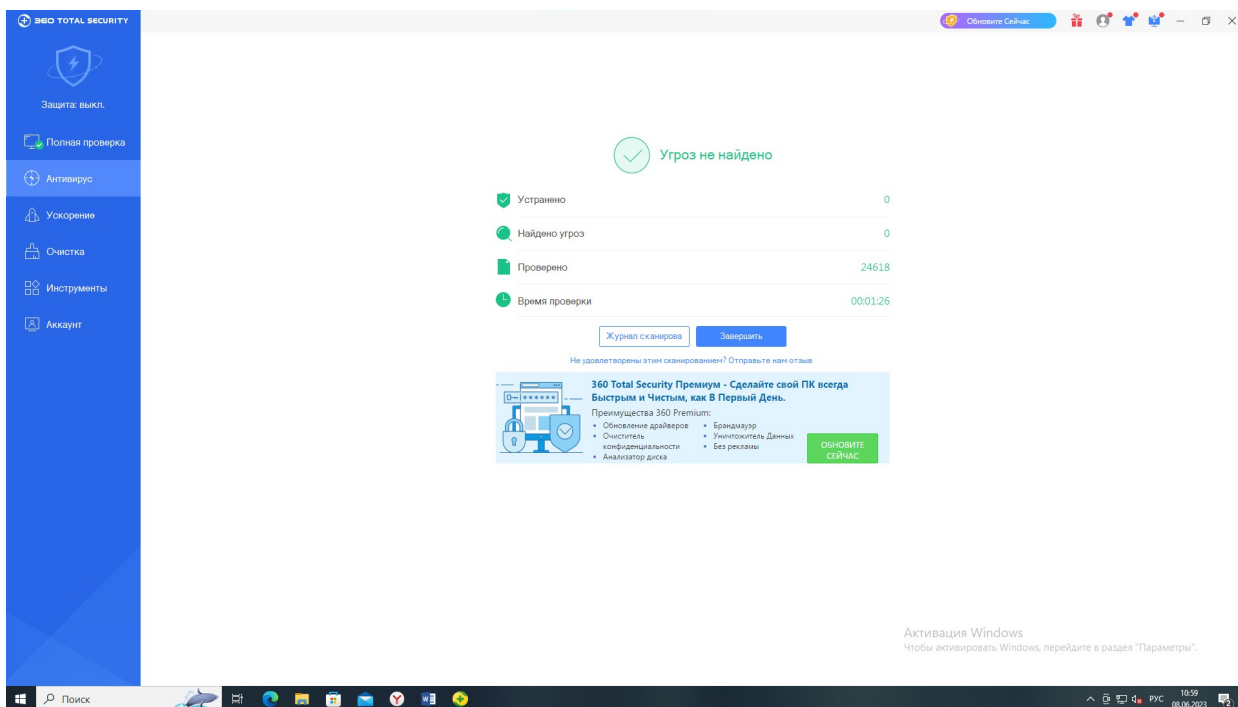 360 TOTAL SECURITY
Обновите Сейчас
Защита: выкл.
Полная проверка
Антивирус
Ускорение
Очистка
Инструменты
Аккаунт
Угроз не найдено
Устранено 0
Найдено угроз 0
Проверено 24618
Время проверки 00:01:26
Журнал сканирова
Завершить
Не удовлетворены этим сканированием? Отправьте нам отзыв
360 Total Security Премиум - Сделайте свой ПК всегда
Быстрым и Чистым, как В Первый День.
Преимущества 360 Premium:
• Обновление драйверов
• Очиститель
конфиденциальности
• Анализатор диска
• Брандмауэр
• Уничтожитель Данных
• Без рекламы
ОБНОВИТЕ
СЕЙЧАС
Активация Windows
Чтобы активировать Windows, перейдите в раздел "Параметры".
Поиск
РУС
10:59
08.06.2023
2